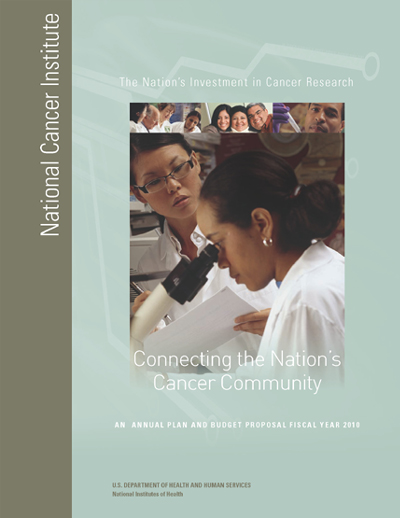 National Cancer Institute
The Nation's Investment in Cancer Research
Connecting the Nation's
Cancer Community
AN ANNUAL PLAN AND BUDGET PROPOSAL FISCAL YEAR 2010
U.S. DEPARTMENT OF HEALTH AND HUMAN SERVICES
National Institutes of Health